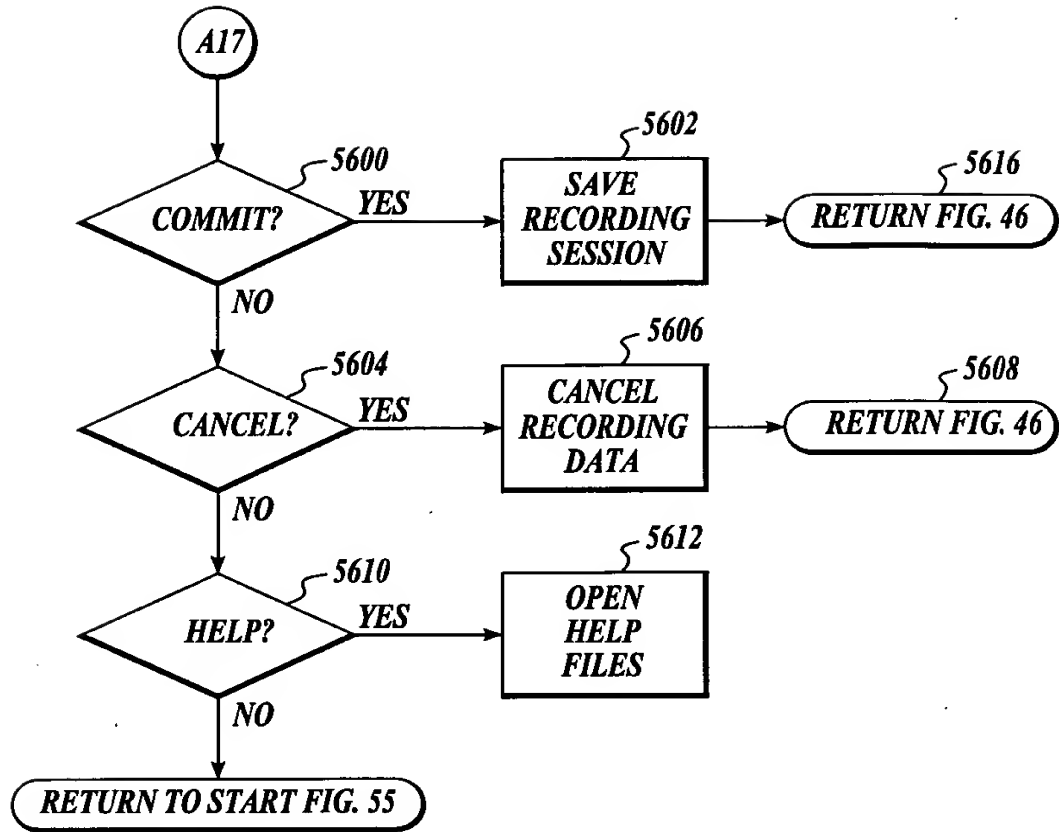 A17
5600
COMMIT?
YES
NO
5602
SAVE
RECORDING
SESSION
5616
RETURN FIG. 46
5604
CANCEL?
YES
NO
5606
CANCEL
RECORDING
DATA
5608
RETURN FIG. 46
5610
HELP?
YES
NO
5612
OPEN
HELP
FILES
RETURN TO START FIG. 55